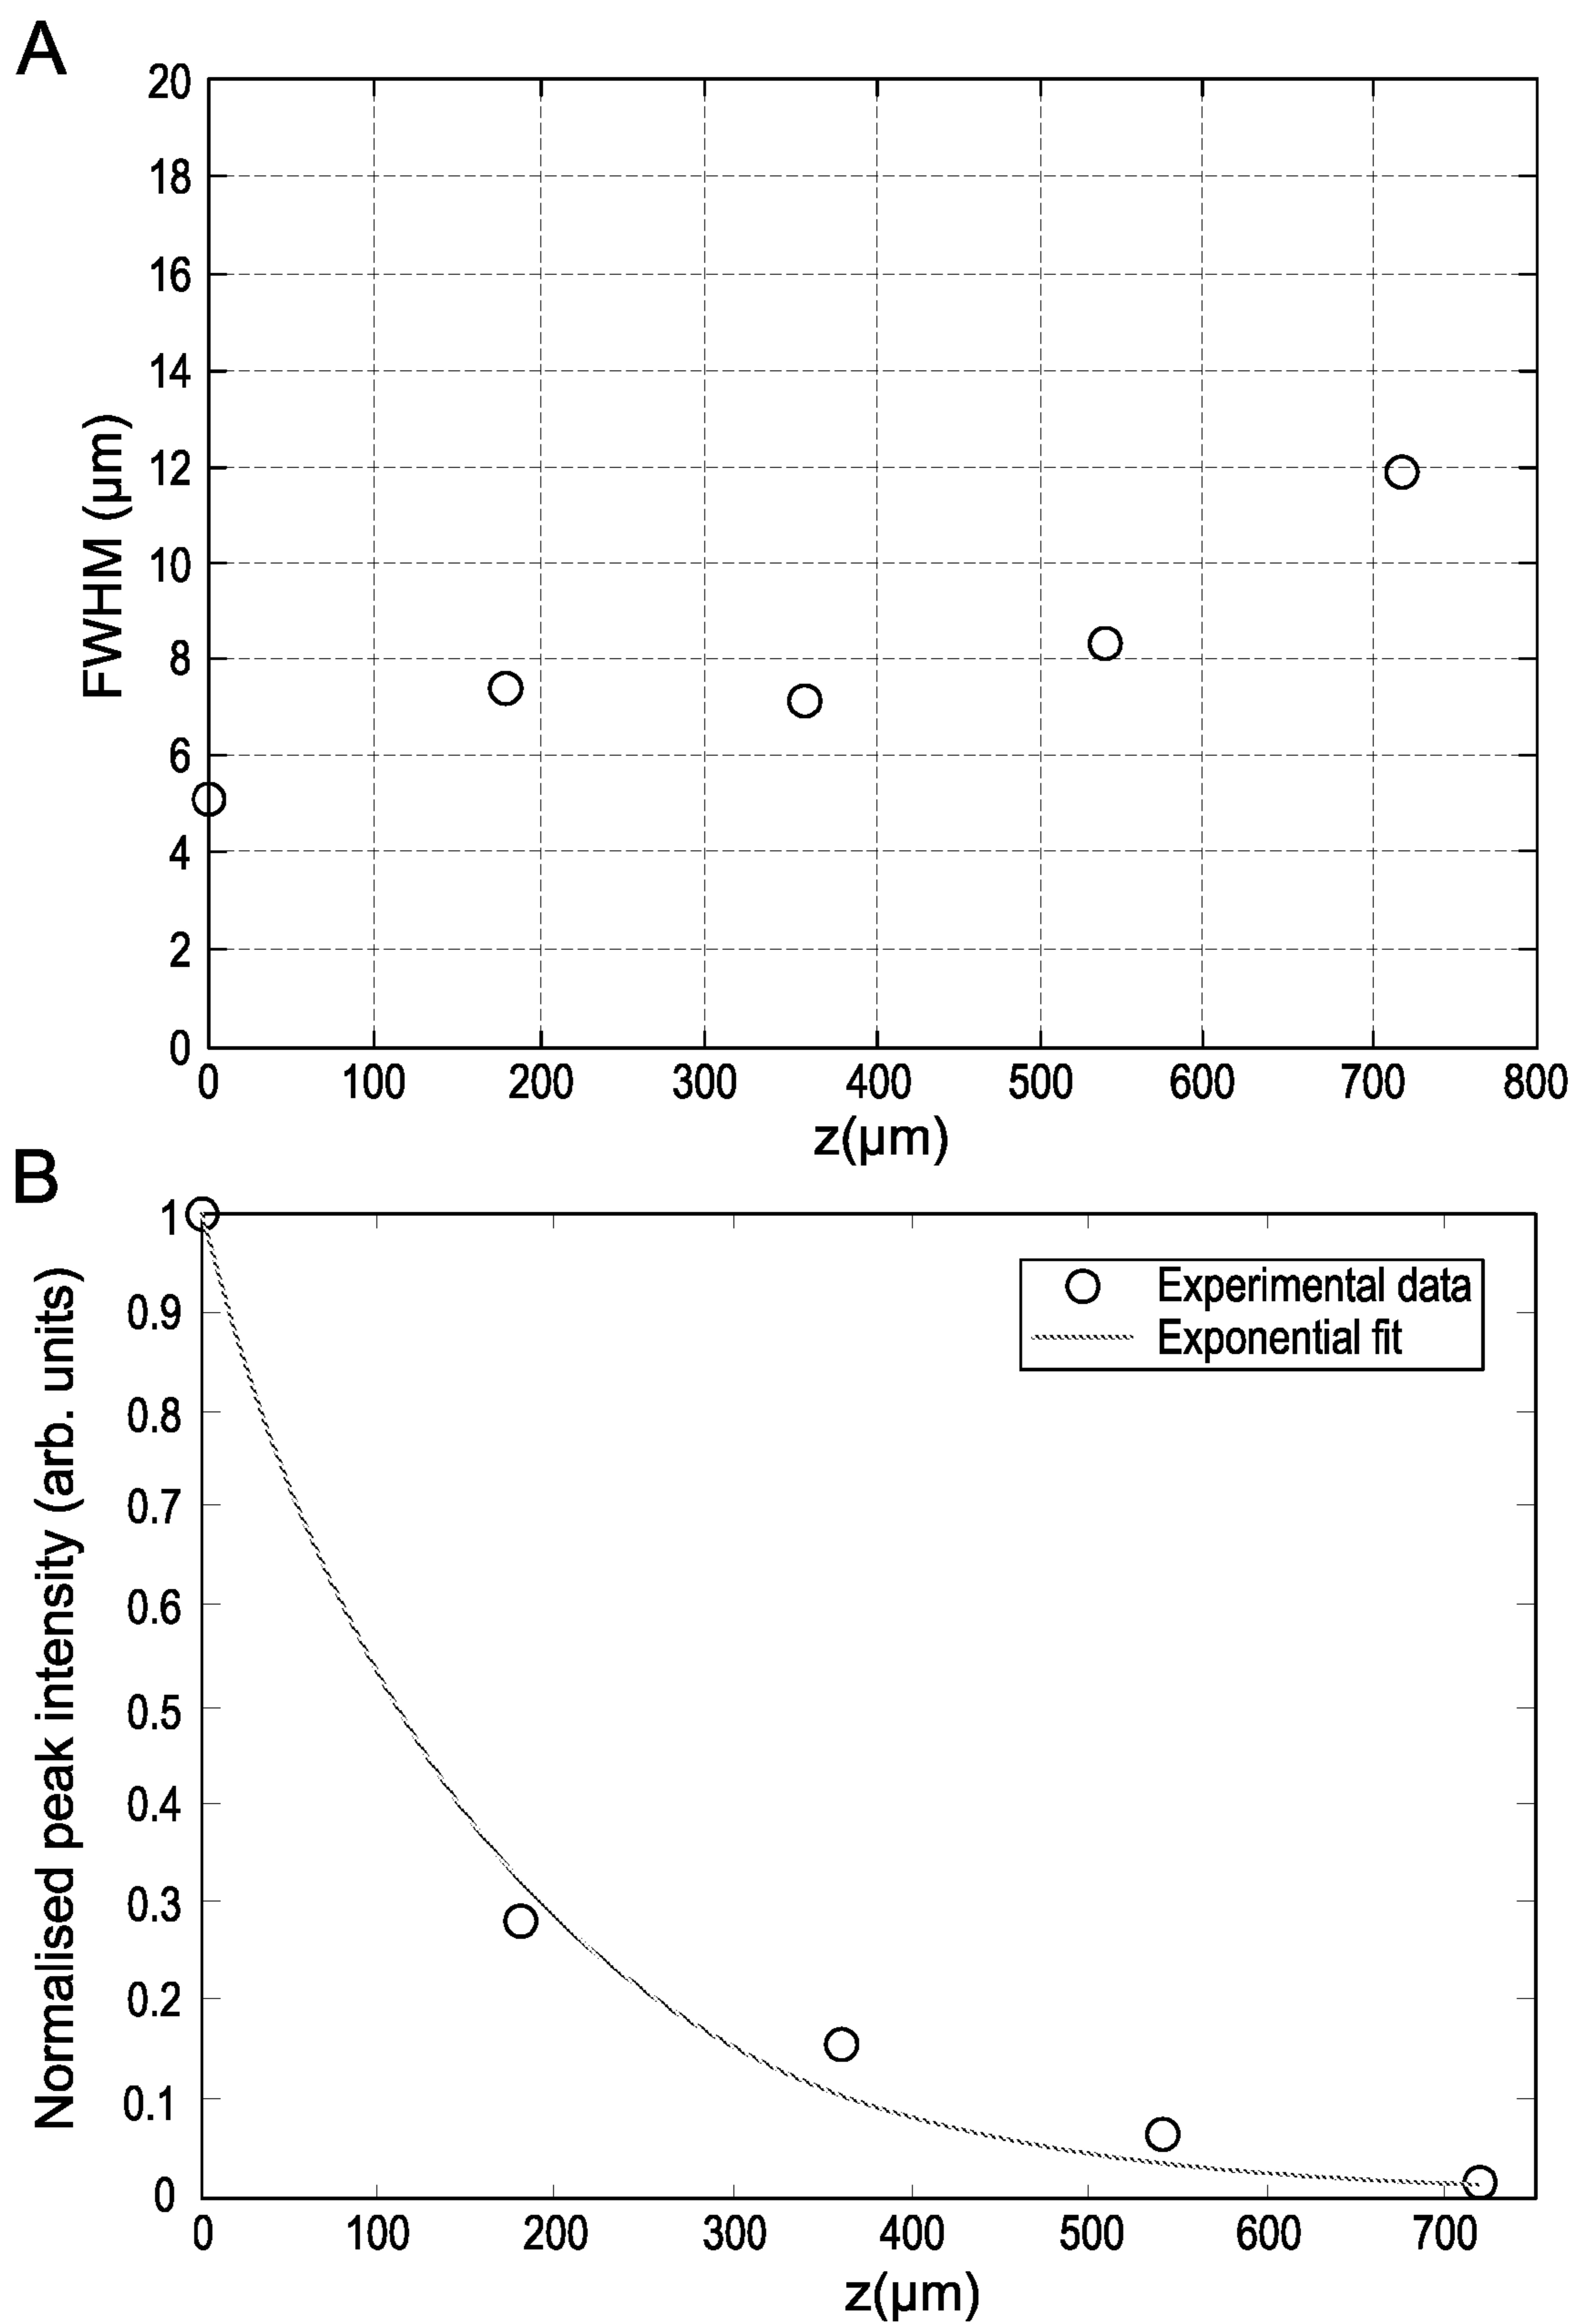 A
20
18
16
14
12
10
8
6
4
2
0
FWHM (µm)
0 100 200 300 400 500 600 700 800
z(µm)
B
1
0.9
0.8
0.7
0.6
0.5
0.4
0.3
0.2
0.1
0
Normalised peak intensity (arb. units)
Experimental data
Exponential fit
0 100 200 300 400 500 600 700
z(µm)